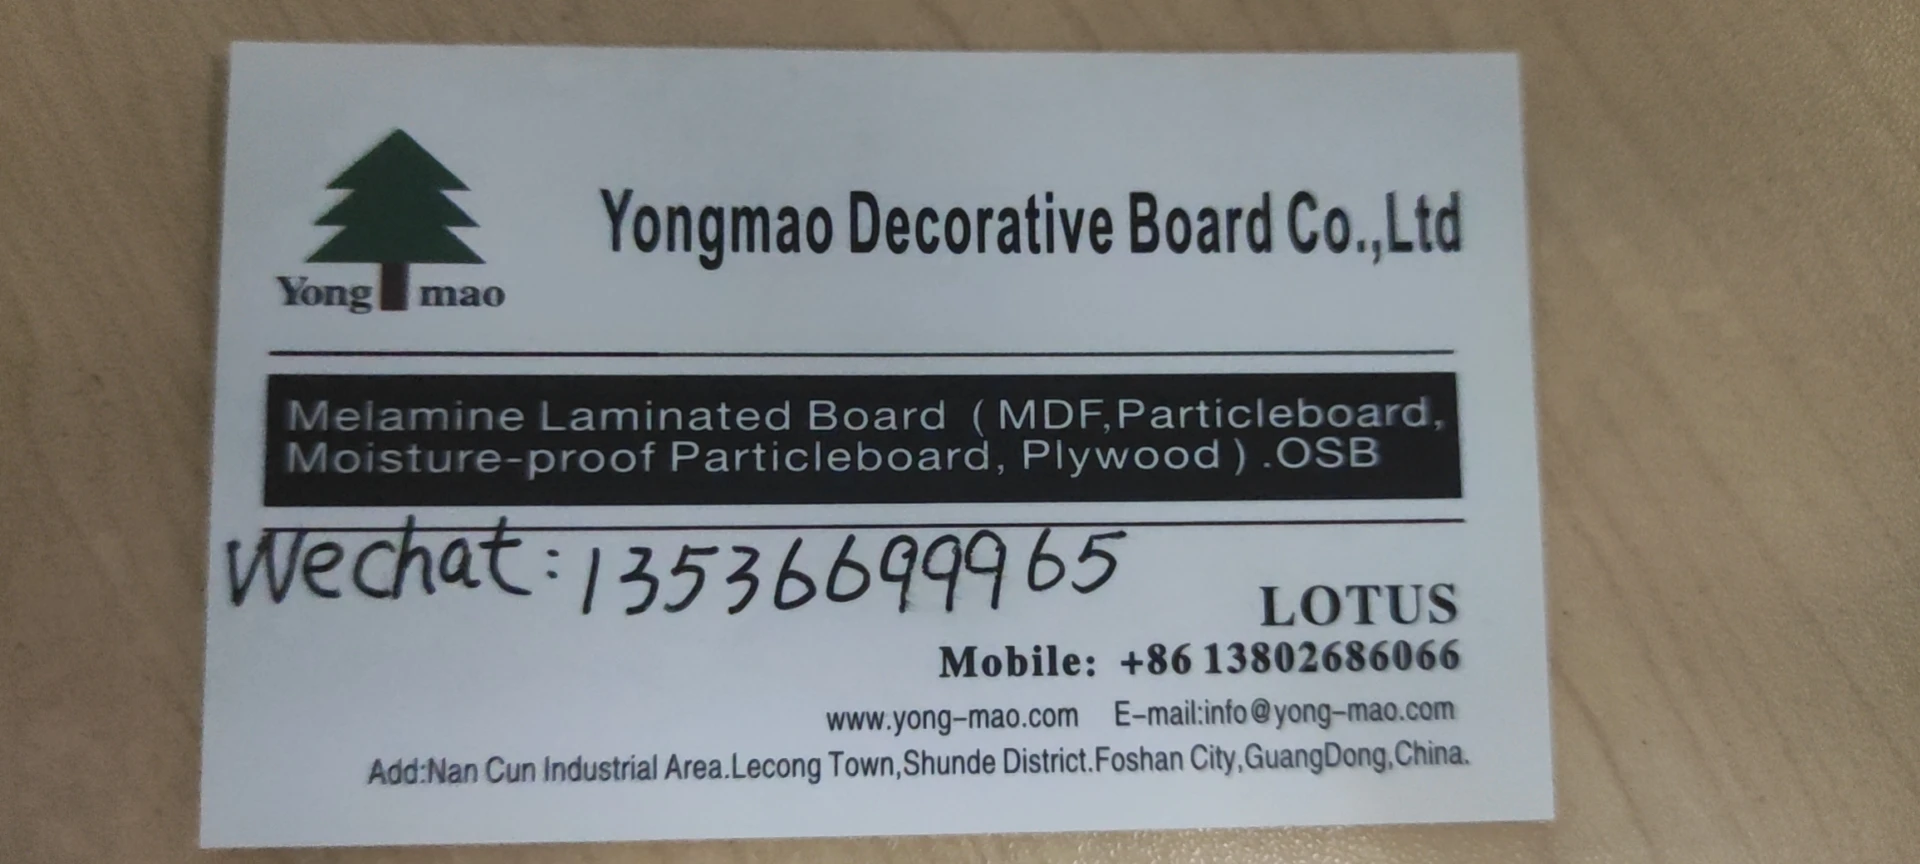 Yong mao
Yongmao Decorative Board Co.,Ltd
Melamine Laminated Board ( MDF,Particleboard,
Moisture-proof Particleboard, Plywood ) .OSB
Wechat: 13536699965
LOTUS
Mobile: +86 13802686066
www.yong-mao.com E-mail:info@yong-mao.com
Add:Nan Cun Industrial Area.Lecong Town,Shunde District.Foshan City,GuangDong,China.